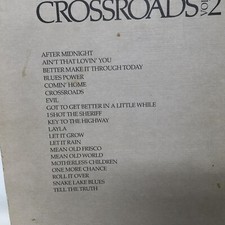 CROSSROADS VOL 2
AFTER MIDNIGHT
AIN'T THAT LOVIN' YOU
BETTER MAKE IT THROUGH TODAY
BLUES POWER
COMIN' HOME
CROSSROADS
EVIL
GOT TO GET BETTER IN A LITTLE WHILE
I SHOT THE SHERIFF
KEY TO THE HIGHWAY
LAYLA
LET IT GROW
LET IT RAIN
MEAN OLD FRISCO
MEAN OLD WORLD
MOTHERLESS CHILDREN
ONE MORE CHANCE
ROLL IT OVER
SNAKE LAKE BLUES
TELL THE TRUTH